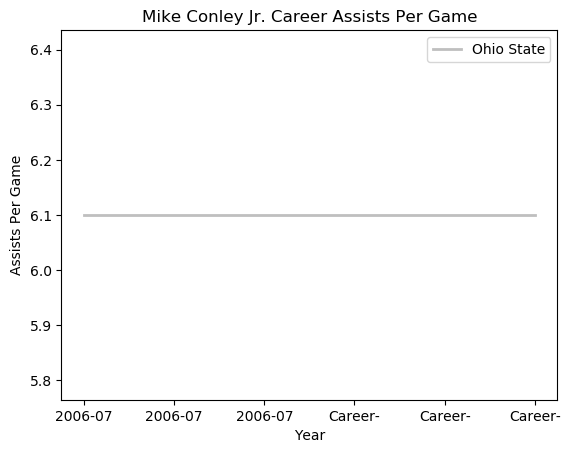 Mike Conley Jr. Career Assists Per Game
Ohio State
6.4
6.3
6.2
6.1
6.0
5.9
5.8
Assists Per Game
2006-07 2006-07 2006-07 Career- Career- Career-
Year